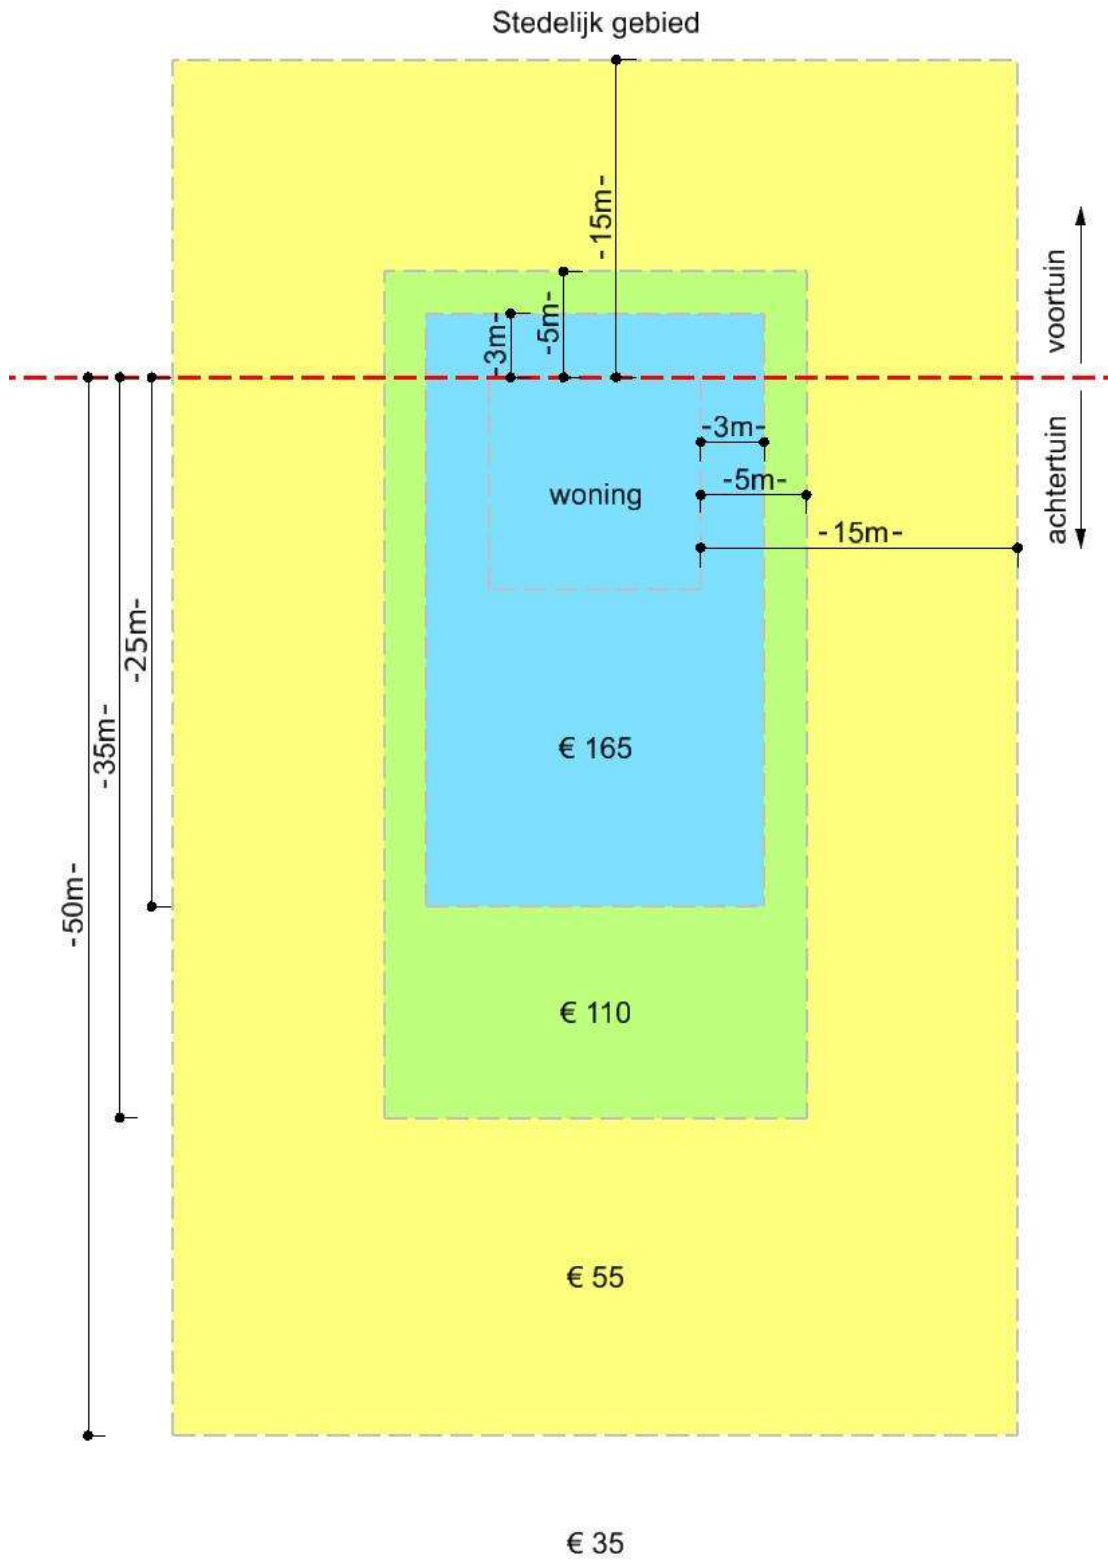 Stedelijk gebied
-15m-
-5m-
-3m-
voortuin
achtertuin
-3m-
-5m-
-15m-
woning
-25m-
-35m-
-50m-
€ 165
€ 110
€ 55
€ 35